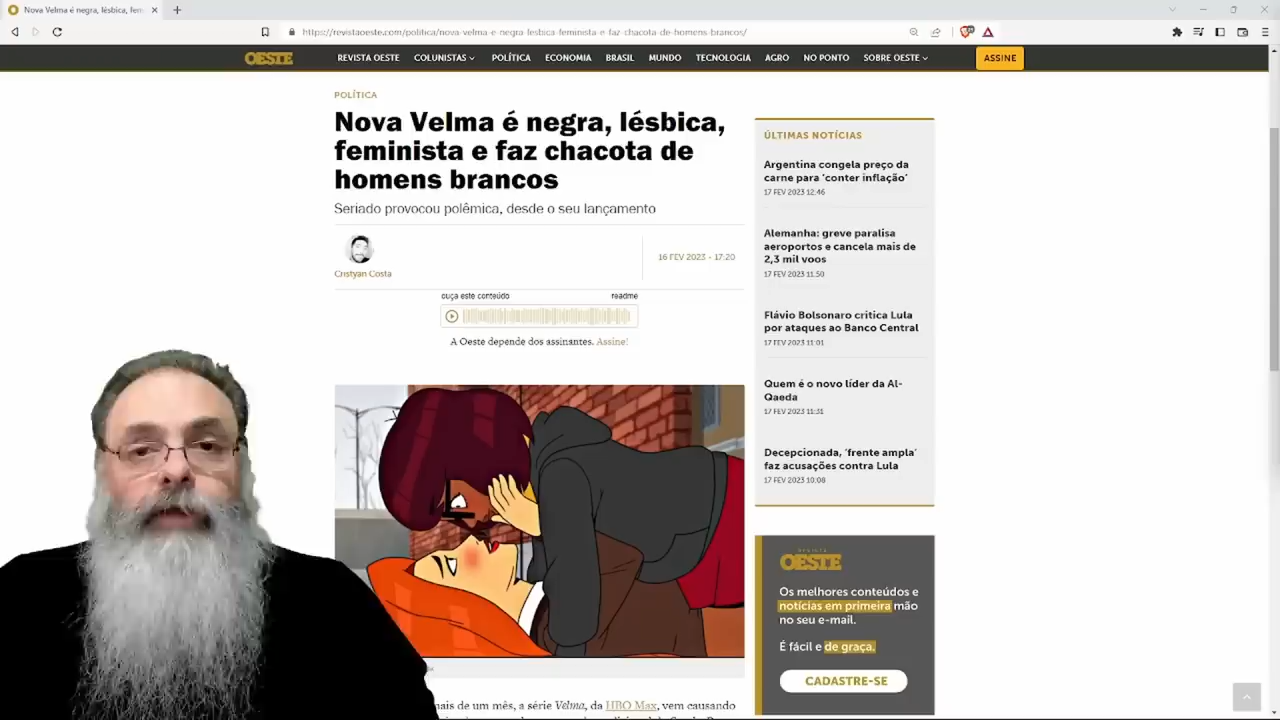 Nova Velma é negra, lésbica, fem
https://revistaoeste.com/politica/nova-velma-e-negra-lesbica-feminista-e-faz-chacota-de-homens-brancos/
OESTE
REVISTA OESTE
COLUNISTAS
POLÍTICA
ECONOMIA
BRASIL
MUNDO
TECNOLOGIA
AGRO
NO PONTO
SOBRE OESTE
ASSINE
POLÍTICA
Nova Velma é negra, lésbica,
feminista e faz chacota de
homens brancos
Seriado provocou polêmica, desde o seu lançamento
Cristyan Costa
16 FEV 2023 - 17:20
ouça este conteúdo
readme
A Oeste depende dos assinantes. Assine!
mais de um mês, a série Velma, da HBO Max, vem causando
ÚLTIMAS NOTÍCIAS
Argentina congela preço da
carne para 'conter inflação'
17 FEV 2023 12:46
Alemanha: greve paralisa
aeroportos e cancela mais de
2,3 mil voos
17 FEV 2023 11:50
Flávio Bolsonaro critica Lula
por ataques ao Banco Central
17 FEV 2023 11:01
Quem é o novo líder da Al-
Qaeda
17 FEV 2023 11:31
Decepcionada, 'frente ampla'
faz acusações contra Lula
17 FEV 2023 10:08
REVISTA
OESTE
Os melhores conteúdos e
notícias em primeira mão
no seu e-mail.
É fácil e de graça.
CADASTRE-SE